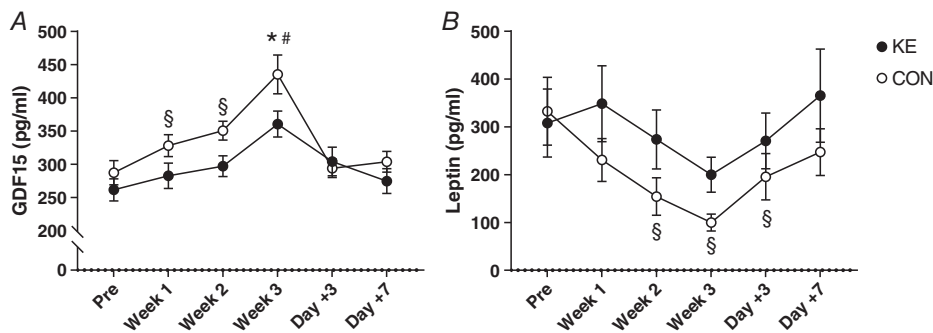 A
GDF15 (pg/ml)
500
450
400
350
300
250
200
0
§
§
* #
Pre
Week 1
Week 2
Week 3
Day +3
Day +7
B
Leptin (pg/ml)
500
400
300
200
100
0
§
§
§
Pre
Week 1
Week 2
Week 3
Day +3
Day +7
KE
CON